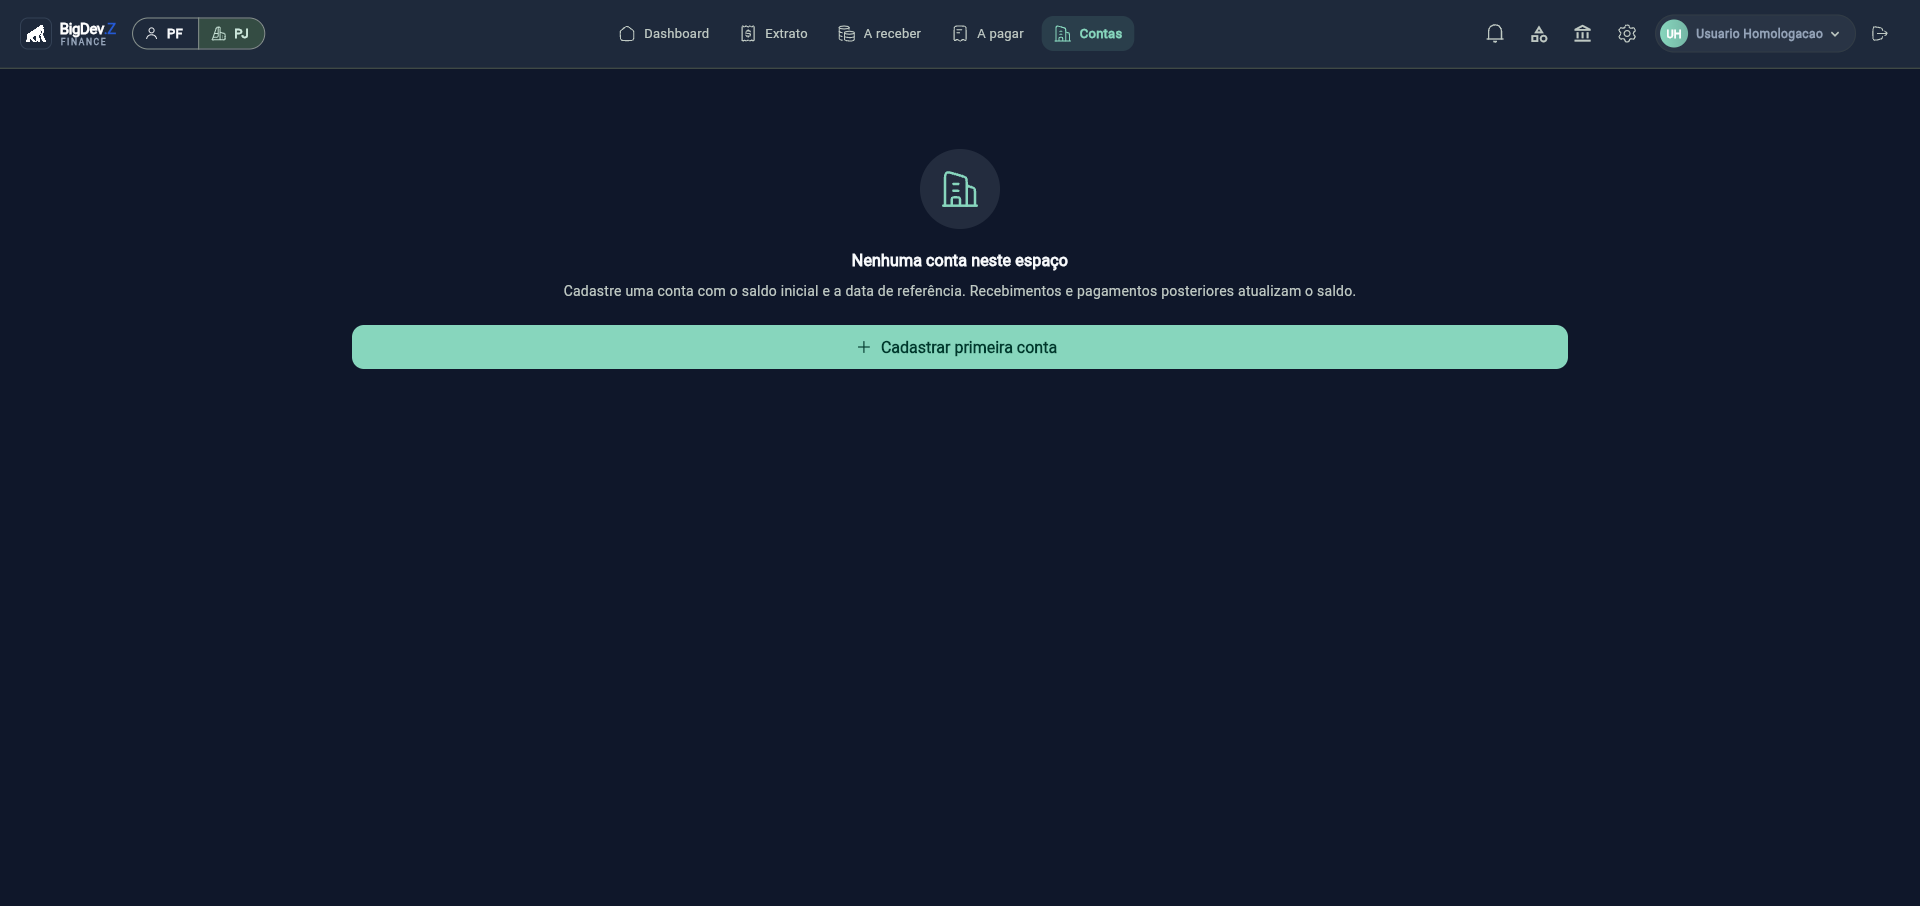 BigDev.Z
FINANCE
PF
PJ
Dashboard
Extrato
A receber
A pagar
Contas
UH
Usuario Homologacao
Nenhuma conta neste espaço
Cadastre uma conta com o saldo inicial e a data de referência. Recebimentos e pagamentos posteriores atualizam o saldo.
Cadastrar primeira conta